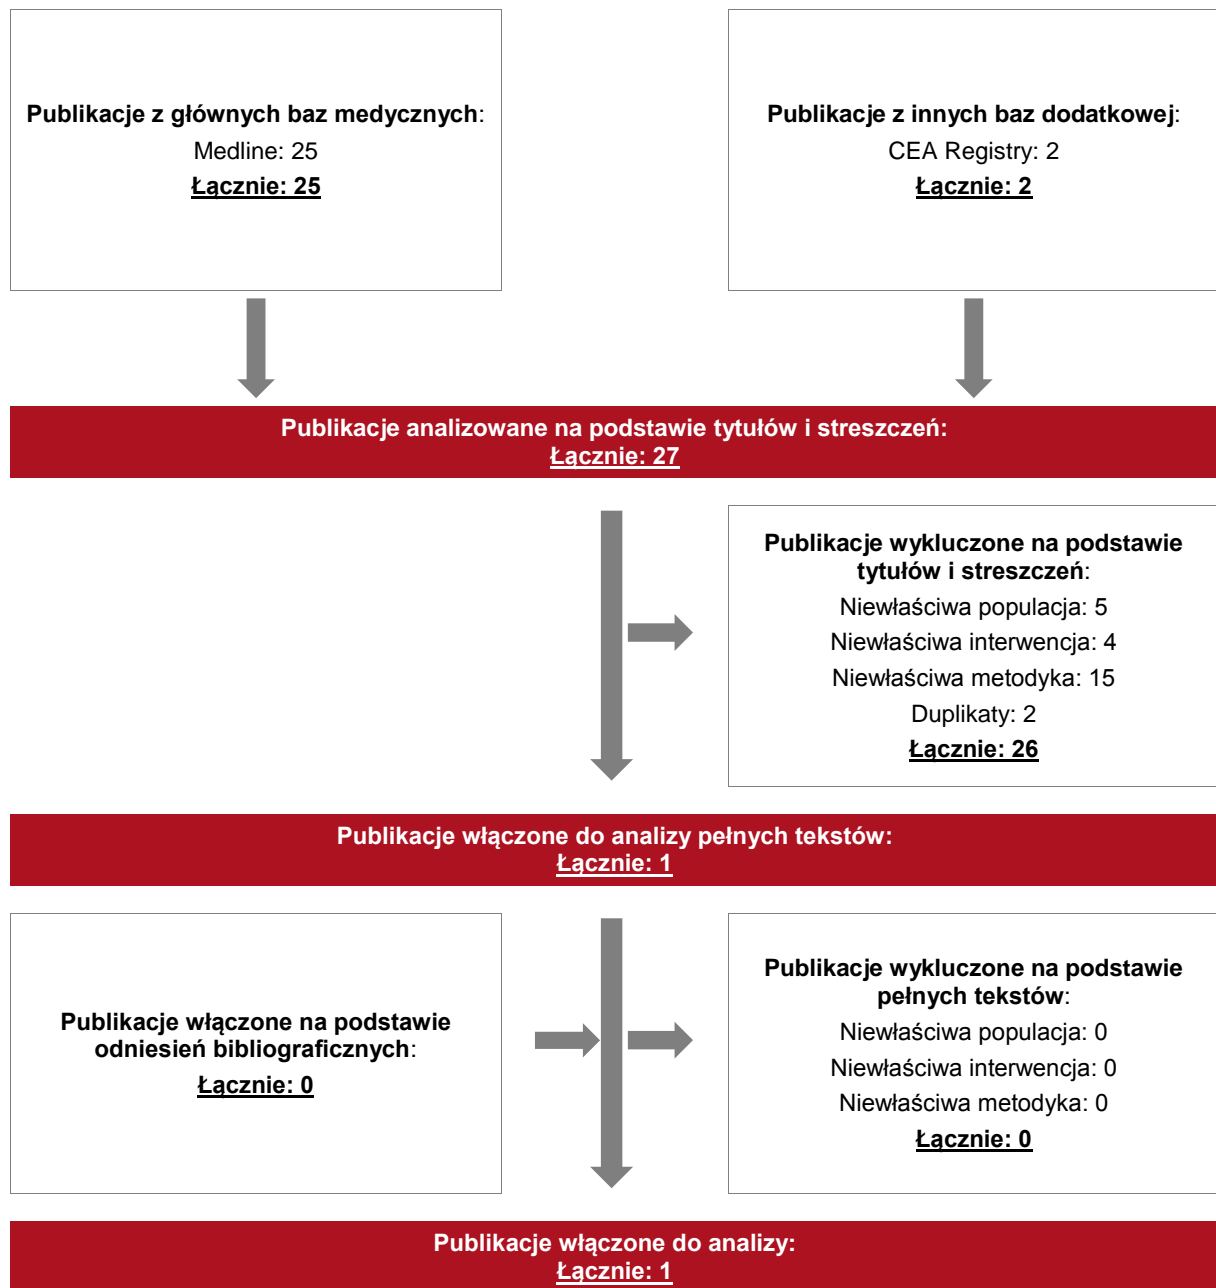 Publikacje z głównych baz medycznych:
Medline: 25
Łącznie: 25
Publikacje z innych baz dodatkowej:
CEA Registry: 2
Łącznie: 2
Publikacje analizowane na podstawie tytułów i streszczeń:
Łącznie: 27
Publikacje wykluczone na podstawie
tytułów i streszczeń:
Niewłaściwa populacja: 5
Niewłaściwa interwencja: 4
Niewłaściwa metodyka: 15
Duplikaty: 2
Łącznie: 26
Publikacje włączone do analizy pełnych tekstów:
Łącznie: 1
Publikacje włączone na podstawie
odniesień bibliograficznych:
Łącznie: 0
Publikacje wykluczone na podstawie
pełnych tekstów:
Niewłaściwa populacja: 0
Niewłaściwa interwencja: 0
Niewłaściwa metodyka: 0
Łącznie: 0
Publikacje włączone do analizy:
Łącznie: 1